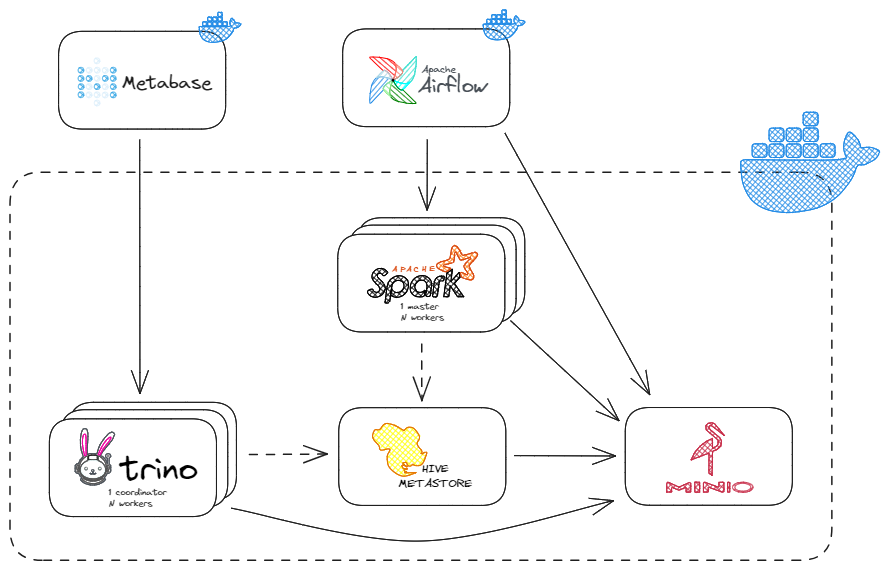 Metabase
Apache
Airflow
APACHE
Spark
1 master
N workers
trino
1 coordinator
N workers
HIVE
METASTORE
MINIO